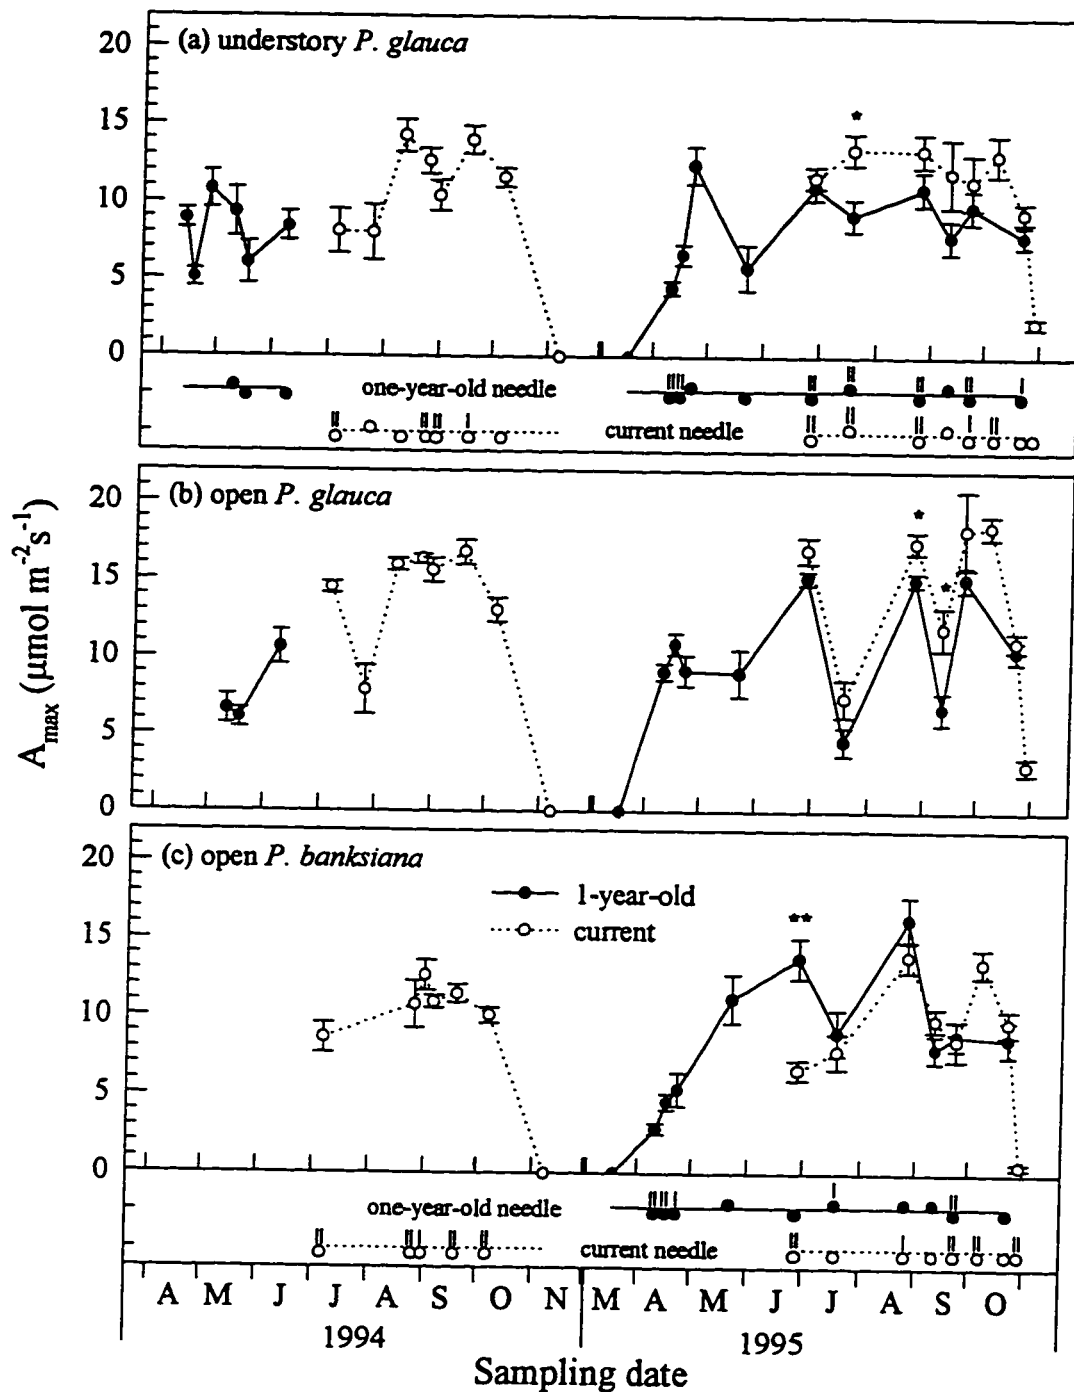 (a) understory P. glauca
20
15
10
5
0
*
one-year-old needle
current needle
(b) open P. glauca
20
15
10
5
0
*
*
A_max (μmol m⁻²s⁻¹)
(c) open P. banksiana
20
15
10
5
0
1-year-old
current
**
one-year-old needle
current needle
A M J J A S O N M A M J J A S O
1994 1995
Sampling date